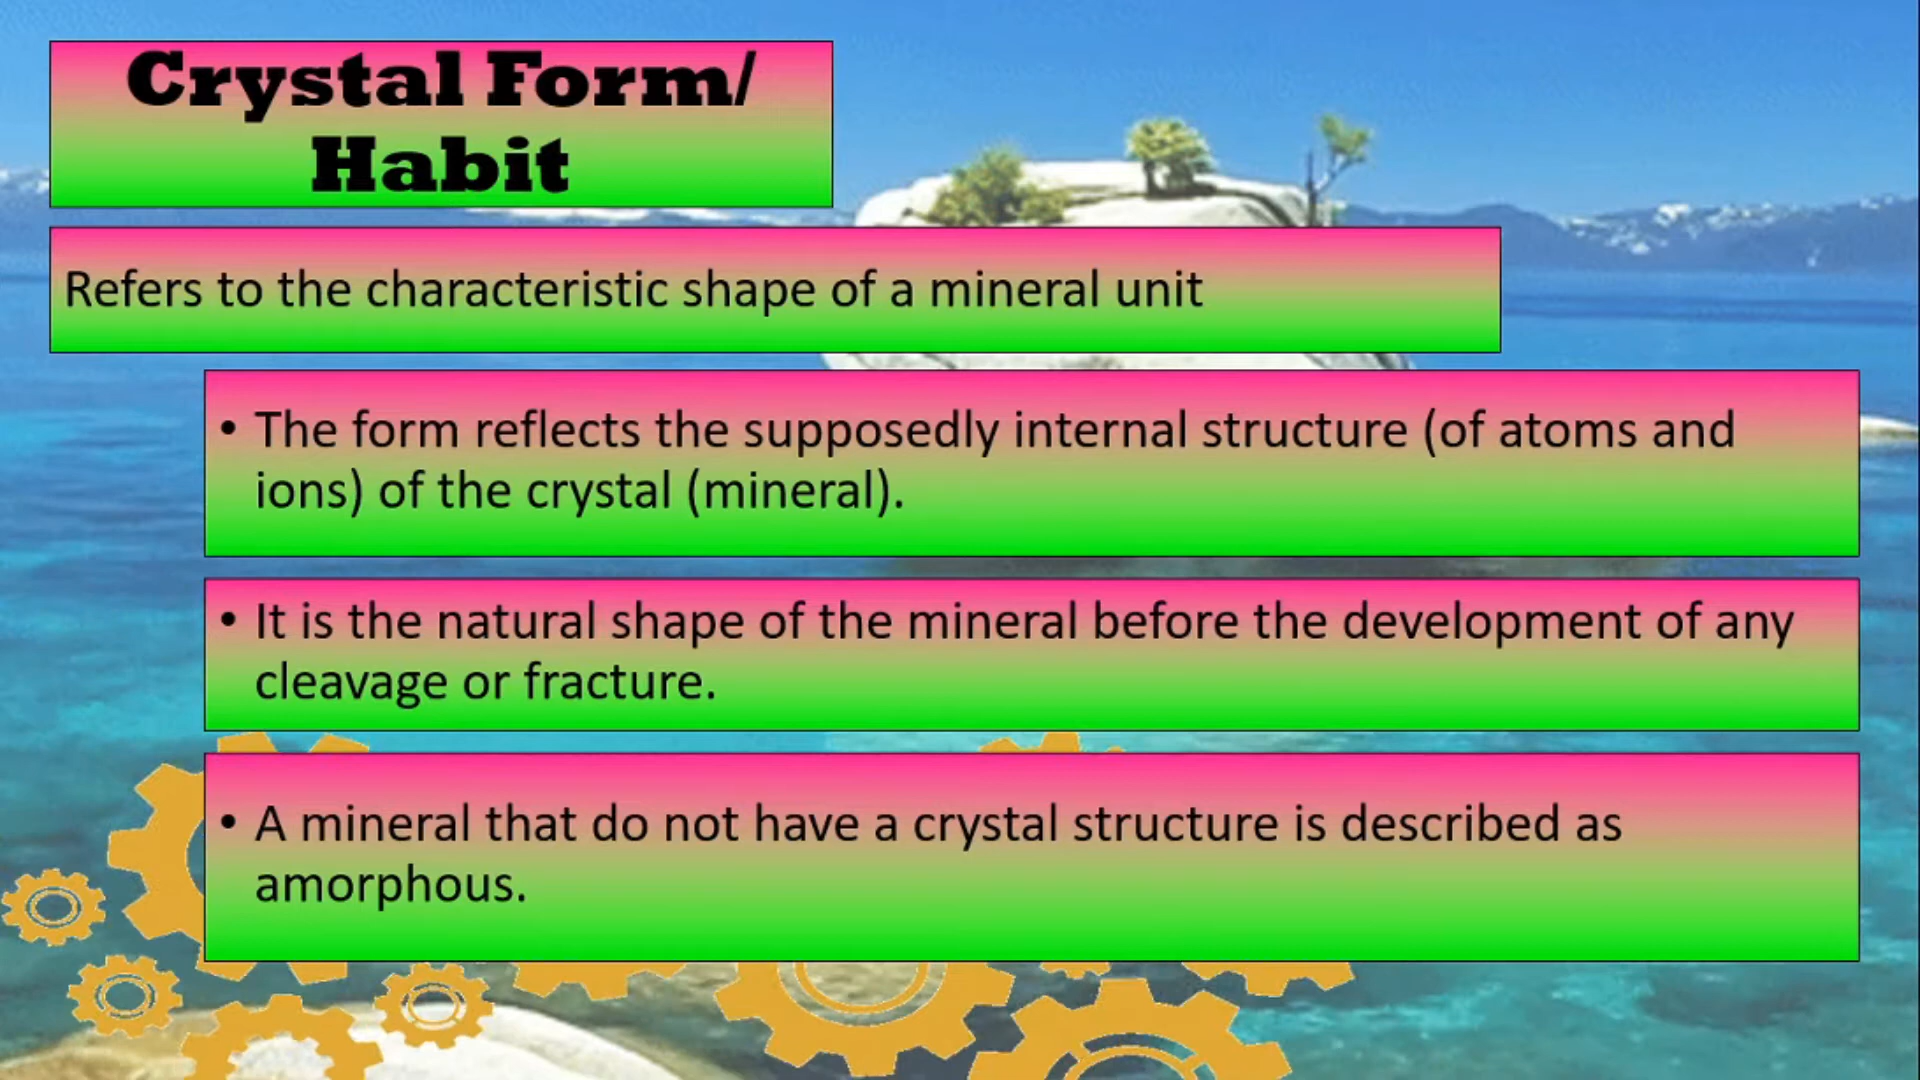 Crystal Form/
Habit
Refers to the characteristic shape of a mineral unit
• The form reflects the supposedly internal structure (of atoms and
ions) of the crystal (mineral).
• It is the natural shape of the mineral before the development of any
cleavage or fracture.
• A mineral that do not have a crystal structure is described as
amorphous.